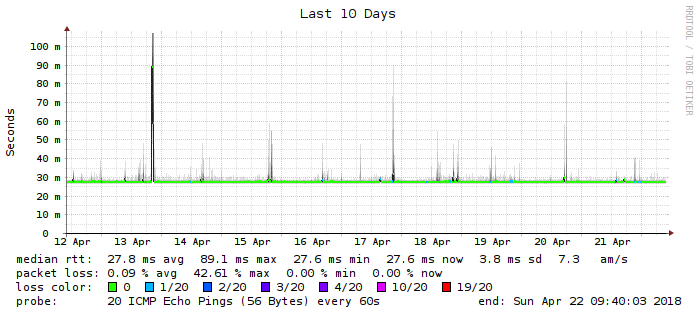 Last 10 Days
RRDTOOL / TOBI OETIKER
Seconds
100 m
90 m
80 m
70 m
60 m
50 m
40 m
30 m
20 m
10 m
0
12 Apr 13 Apr 14 Apr 15 Apr 16 Apr 17 Apr 18 Apr 19 Apr 20 Apr 21 Apr
median rtt: 27.8 ms avg 89.1 ms max 27.6 ms min 27.6 ms now 3.8 ms sd 7.3 am/s
packet loss: 0.09 % avg 42.61 % max 0.00 % min 0.00 % now
loss color: 0 1/20 2/20 3/20 4/20 10/20 19/20
probe: 20 ICMP Echo Pings (56 Bytes) every 60s end: Sun Apr 22 09:40:03 2018